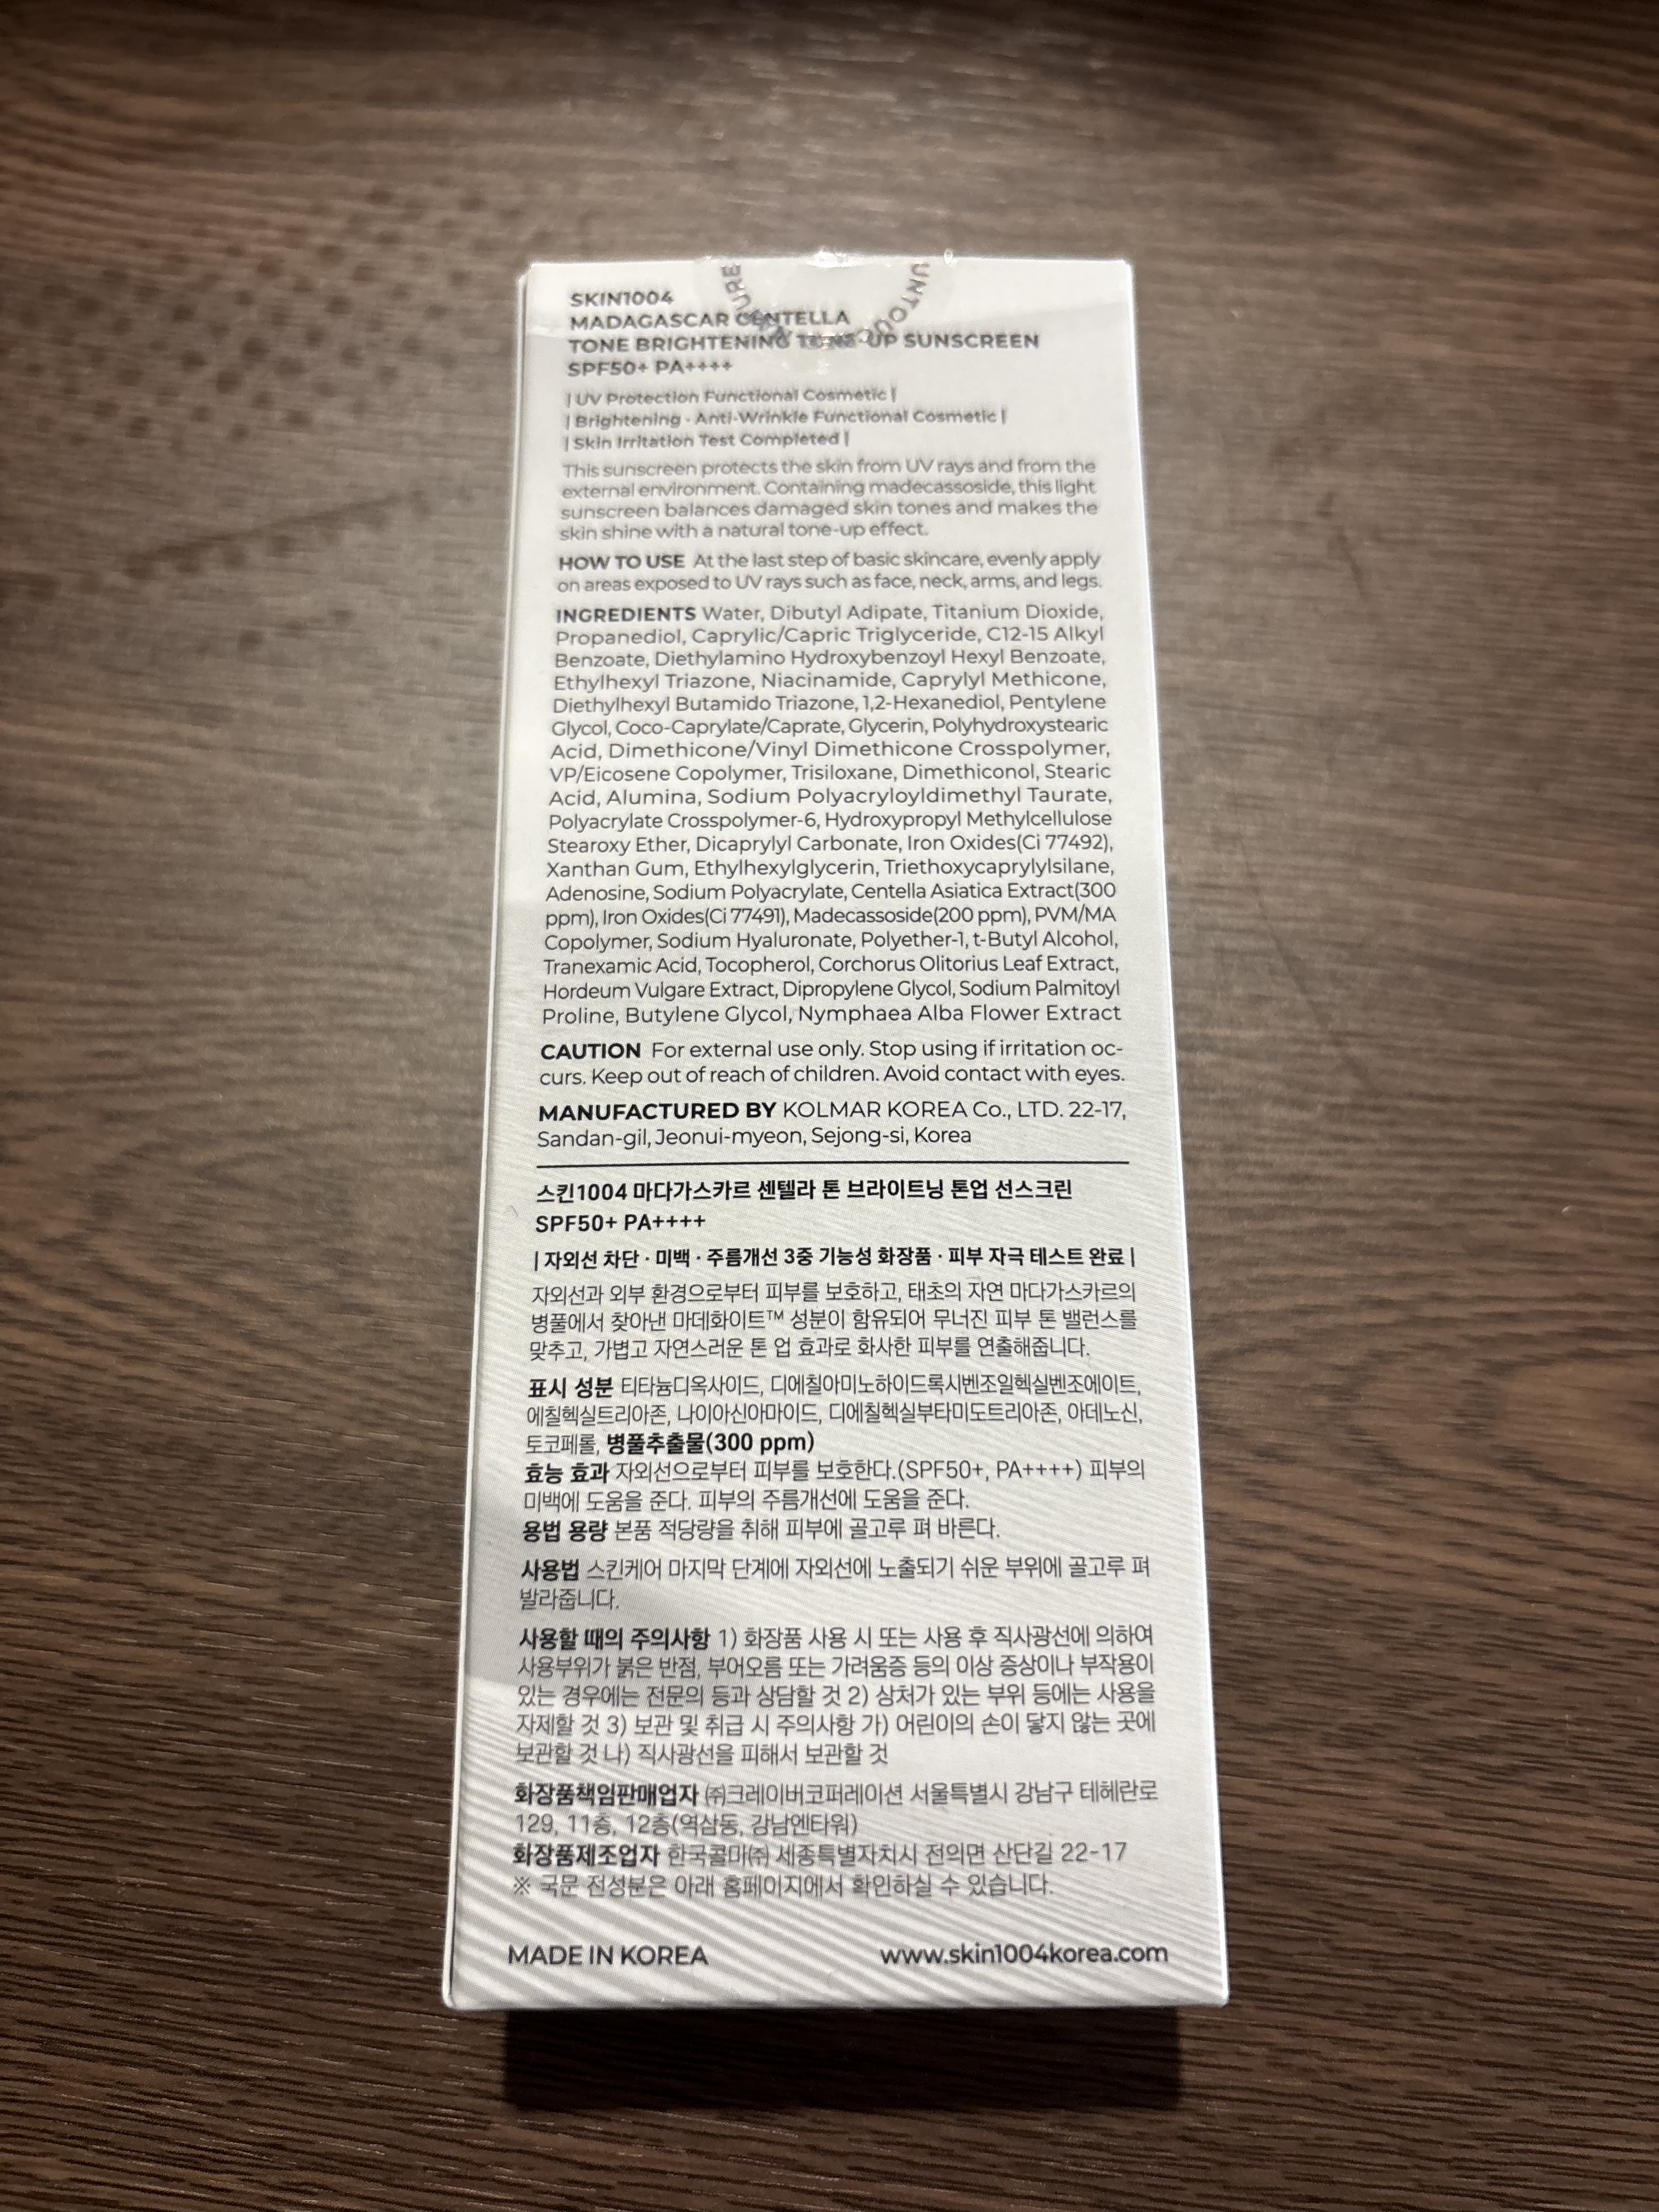 SKIN1004
MADAGASCAR CENTELLA
TONE BRIGHTENING TONE-UP SUNSCREEN
SPF50+ PA++++
| UV Protection Functional Cosmetic |
| Brightening · Anti-Wrinkle Functional Cosmetic |
| Skin Irritation Test Completed |
This sunscreen protects the skin from UV rays and from the
external environment. Containing madecassoside, this light
sunscreen balances damaged skin tones and makes the
skin shine with a natural tone-up effect.
HOW TO USE At the last step of basic skincare, evenly apply
on areas exposed to UV rays such as face, neck, arms, and legs.
INGREDIENTS Water, Dibutyl Adipate, Titanium Dioxide,
Propanediol, Caprylic/Capric Triglyceride, C12-15 Alkyl
Benzoate, Diethylamino Hydroxybenzoyl Hexyl Benzoate,
Ethylhexyl Triazone, Niacinamide, Caprylyl Methicone,
Diethylhexyl Butamido Triazone, 1,2-Hexanediol, Pentylene
Glycol, Coco-Caprylate/Caprate, Glycerin, Polyhydroxystearic
Acid, Dimethicone/Vinyl Dimethicone Crosspolymer,
VP/Eicosene Copolymer, Trisiloxane, Dimethiconol, Stearic
Acid, Alumina, Sodium Polyacryloyldimethyl Taurate,
Polyacrylate Crosspolymer-6, Hydroxypropyl Methylcellulose
Stearoxy Ether, Dicaprylyl Carbonate, Iron Oxides(Ci 77492),
Xanthan Gum, Ethylhexylglycerin, Triethoxycaprylylsilane,
Adenosine, Sodium Polyacrylate, Centella Asiatica Extract(300
ppm), Iron Oxides(Ci 77491), Madecassoside(200 ppm), PVM/MA
Copolymer, Sodium Hyaluronate, Polyether-1, t-Butyl Alcohol,
Tranexamic Acid, Tocopherol, Corchorus Olitorius Leaf Extract,
Hordeum Vulgare Extract, Dipropylene Glycol, Sodium Palmitoyl
Proline, Butylene Glycol, Nymphaea Alba Flower Extract
CAUTION For external use only. Stop using if irritation oc-
curs. Keep out of reach of children. Avoid contact with eyes.
MANUFACTURED BY KOLMAR KOREA Co., LTD. 22-17,
Sandan-gil, Jeonui-myeon, Sejong-si, Korea
스킨1004 마다가스카르 센텔라 톤 브라이트닝 톤업 선스크린
SPF50+ PA++++
| 자외선 차단 · 미백 · 주름개선 3중 기능성 화장품 · 피부 자극 테스트 완료 |
자외선과 외부 환경으로부터 피부를 보호하고, 태초의 자연 마다가스카르의
병풀에서 찾아낸 마데화이트™ 성분이 함유되어 무너진 피부 톤 밸런스를
맞추고, 가볍고 자연스러운 톤 업 효과로 화사한 피부를 연출해줍니다.
표시 성분 티타늄디옥사이드, 디에칠아미노하이드록시벤조일헥실벤조에이트,
에칠헥실트리아존, 나이아신아마이드, 디에칠헥실부타미도트리아존, 아데노신,
토코페롤, 병풀추출물(300 ppm)
효능 효과 자외선으로부터 피부를 보호한다.(SPF50+, PA++++) 피부의
미백에 도움을 준다. 피부의 주름개선에 도움을 준다.
용법 용량 본품 적당량을 취해 피부에 골고루 펴 바른다.
사용법 스킨케어 마지막 단계에 자외선에 노출되기 쉬운 부위에 골고루 펴
발라줍니다.
사용할 때의 주의사항 1) 화장품 사용 시 또는 사용 후 직사광선에 의하여
사용부위가 붉은 반점, 부어오름 또는 가려움증 등의 이상 증상이나 부작용이
있는 경우에는 전문의 등과 상담할 것 2) 상처가 있는 부위 등에는 사용을
자제할 것 3) 보관 및 취급 시 주의사항 가) 어린이의 손이 닿지 않는 곳에
보관할 것 나) 직사광선을 피해서 보관할 것
화장품책임판매업자 ㈜크레이버코퍼레이션 서울특별시 강남구 테헤란로
129, 11층, 12층(역삼동, 강남엔타워)
화장품제조업자 한국콜마㈜ 세종특별자치시 전의면 산단길 22-17
※ 국문 전성분은 아래 홈페이지에서 확인하실 수 있습니다.
MADE IN KOREA
www.skin1004korea.com